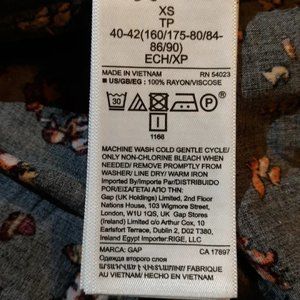 XS
TP
40-42(160/175-80/84-
86/90)
ECH/XP
MADE IN VIETNAM RN 54023
■ US/GB/EG : 100% RAYON/VISCOSE
30
1166
MACHINE WASH COLD GENTLE CYCLE/
ONLY NON-CHLORINE BLEACH WHEN
NEEDED/ REMOVE PROMPTLY FROM
WASHER/ LINE DRY/ WARM IRON
Imported By/Importe Par/DISTRIBUIDO
POR/ΕΙΣΑΓΕΤΑΙ ΑΠΟ ΤΗΝ:
Gap (UK Holdings) Limited, 2nd Floor
Nations House, 103 Wigmore Street,
London, W1U 1QS, UK Gap Stores
(Ireland) Limited c/o Arthur Cox, 10
Earlsfort Terrace, Dublin 2, D02 T380,
Ireland Egypt Importer:RIGE, LLC
MARCA: GAP CA 17897
Одежда второго слоя
FABRIQUE
AU VIETNAM / HECHO EN VIETNAM/